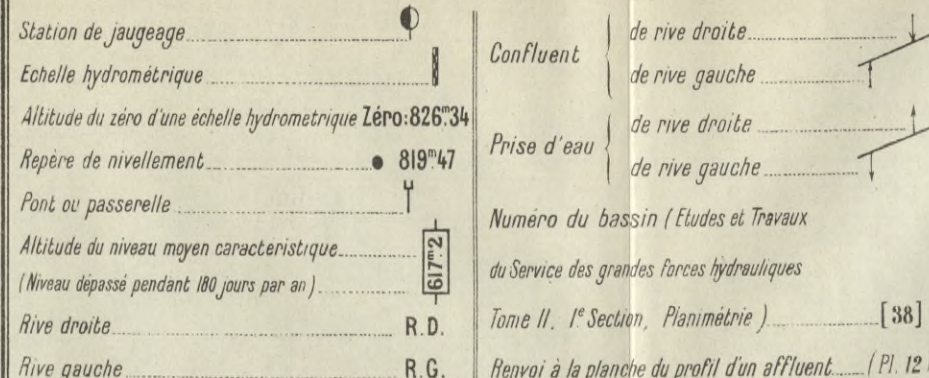 Station de jaugeage
Echelle hydrométrique
Altitude du zéro d'une échelle hydrometrique Zéro:826.m34
Repère de nivellement 819m47
Pont ou passerelle
Altitude du niveau moyen caracteristique 617m.2
(Niveau dépassé pendant 180 jours par an)
Rive droite R.D.
Rive gauche R.G.
Confluent
de rive droite
de rive gauche
Prise d'eau
de rive droite
de rive gauche
Numéro du bassin (Etudes et Travaux
du Service des grandes forces hydrauliques
Tome II. 1e Section, Planimétrie) [38]
Renvoi à la planche du profil d'un affluent (Pl. 12